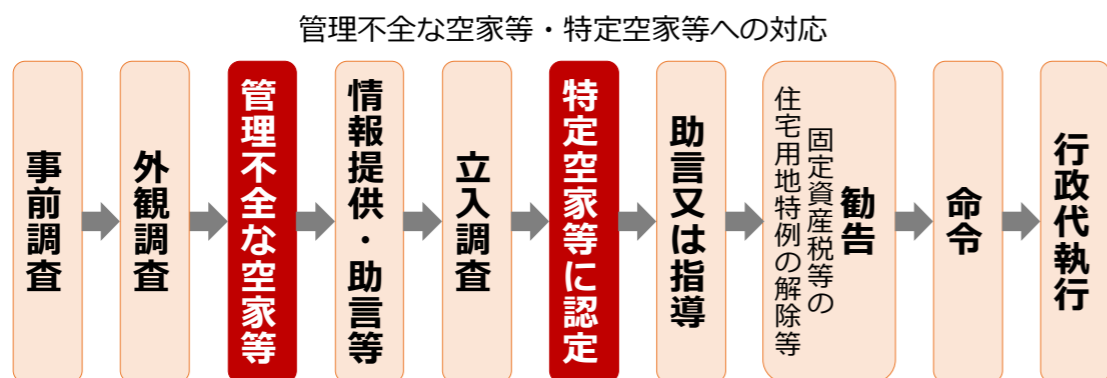 管理不全な空家等・特定空家等への対応
事前調査
外観調査
管理不全な空家等
情報提供・助言等
立入調査
特定空家等に認定
助言又は指導
勧告
固定資産税等の
住宅用地特例の解除等
命令
行政代執行